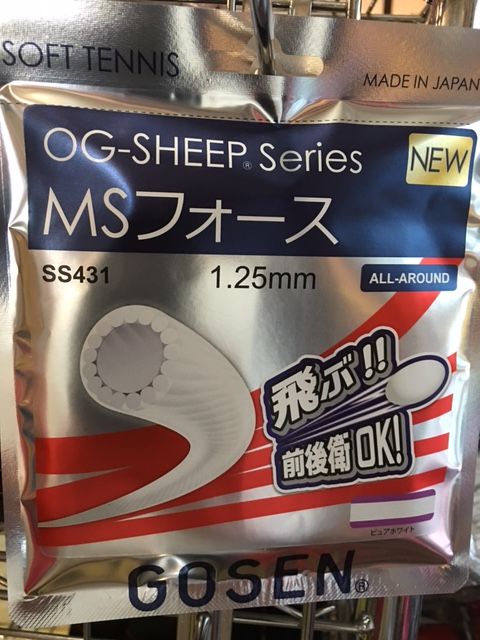 SOFT TENNIS
MADE IN JAPAN
OG-SHEEP® Series
NEW
MSフォース
SS431
1.25mm
ALL-AROUND
飛ぶ!!
前後衛OK!
ピュアホワイト
GOSEN®